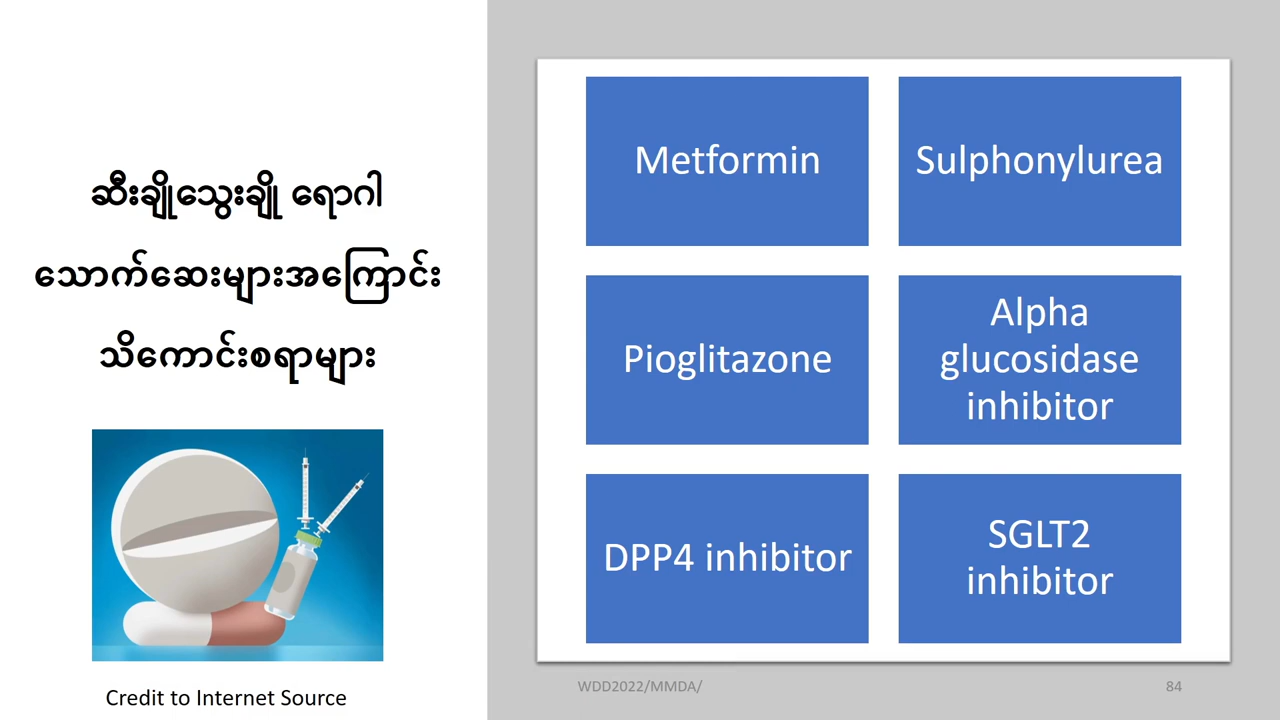 ဆီးချိုသွေးချို ရောဂါ
သောက်ဆေးများအကြောင်း
သိကောင်းစရာများ
Credit to Internet Source
Metformin
Sulphonylurea
Pioglitazone
Alpha
glucosidase
inhibitor
DPP4 inhibitor
SGLT2
inhibitor
WDD2022/MMDA/
84